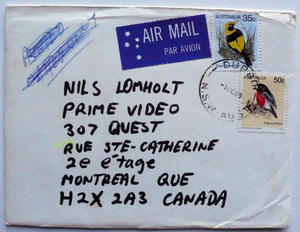 AIR MAIL
PAR AVION
AUSTRALIA
35c
AUSTRALIA
50c
N.S.W.
NILS LOMHOLT
PRIME VIDEO
307 QUEST
RUE STE-CATHERINE
2e étage
MONTREAL QUE
H2X 2A3 CANADA